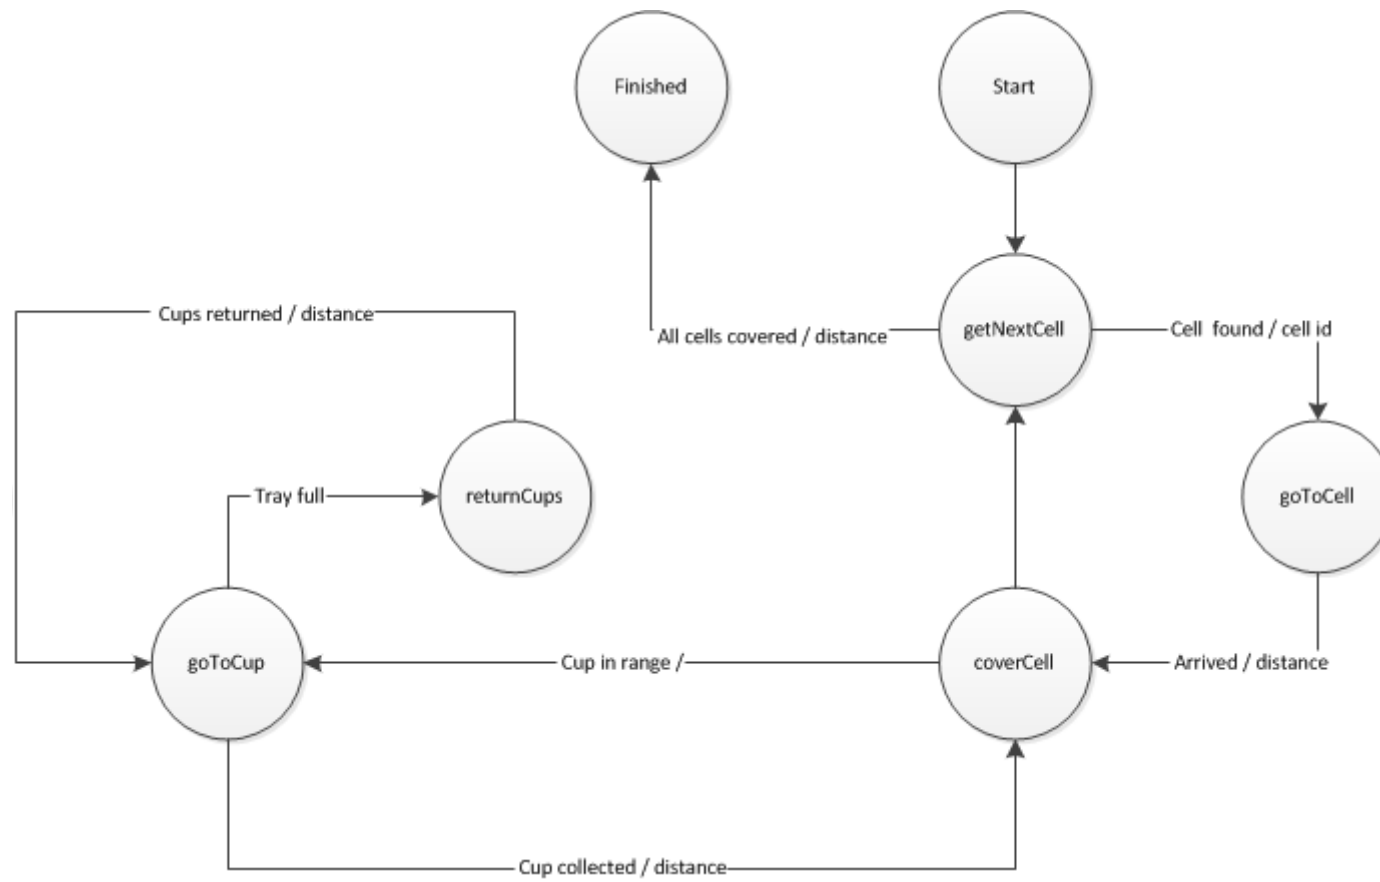 Finished
Start
Cups returned / distance
All cells covered / distance
getNextCell
Cell found / cell id
Tray full
returnCups
goToCell
goToCup
Cup in range /
coverCell
Arrived / distance
Cup collected / distance